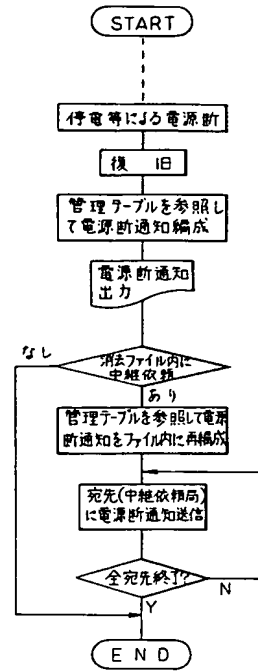 START
停電等による電源断
復 旧
管理テーブルを参照し
て電源断通知編成
電源断通知
出力
消去ファイル内に
中継依頼
なし
あり
管理テーブルを参照して電源
断通知をファイル内に再編成
宛先(中継依頼局)
に電源断通知送信
全宛先終了?
N
Y
END